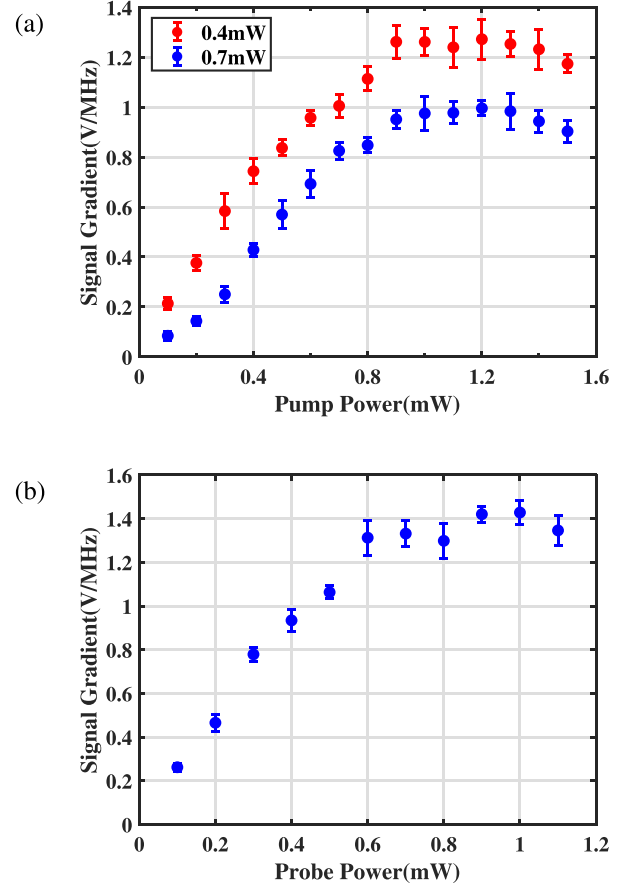 (a)
0.4mW
0.7mW
Signal Gradient(V/MHz)
1.4
1.2
1
0.8
0.6
0.4
0.2
0
0 0.4 0.8 1.2 1.6
Pump Power(mW)
(b)
Signal Gradient(V/MHz)
1.6
1.4
1.2
1
0.8
0.6
0.4
0.2
0
0 0.2 0.4 0.6 0.8 1 1.2
Probe Power(mW)